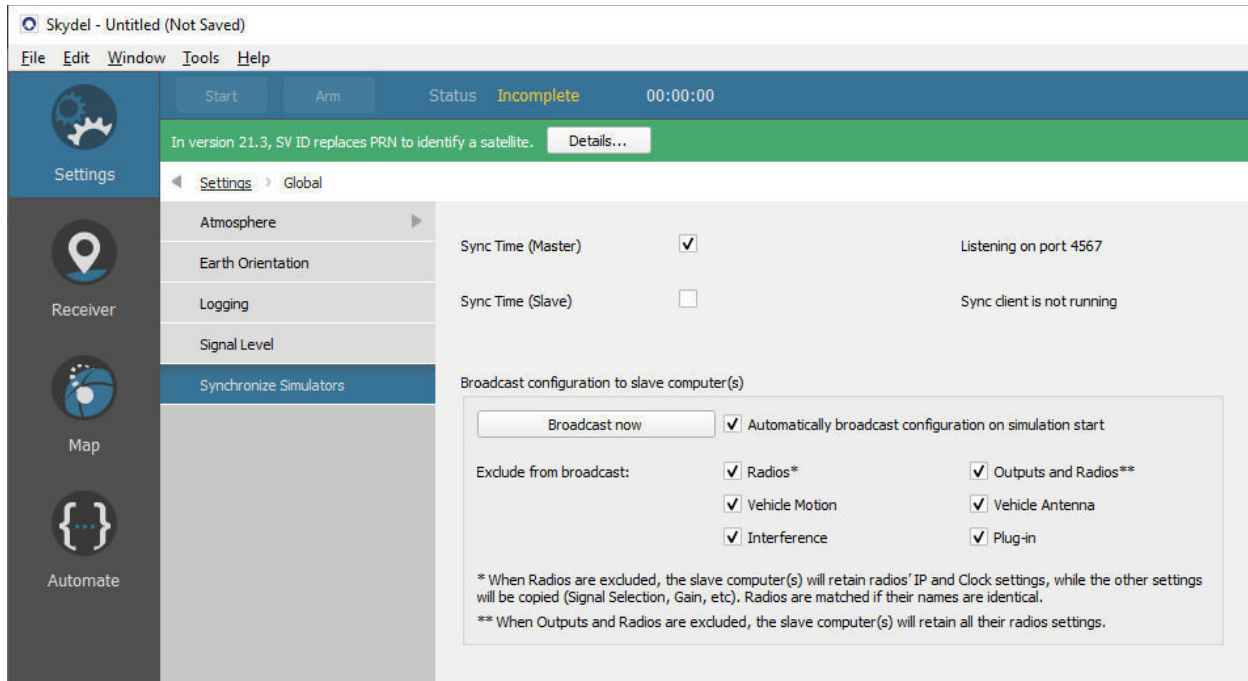 Skydel - Untitled (Not Saved)
File Edit Window Tools Help
Start Arm Status Incomplete 00:00:00
In version 21.3, SV ID replaces PRN to identify a satellite. Details...
Settings
Settings Global
Atmosphere
Earth Orientation
Logging
Signal Level
Synchronize Simulators
Receiver
Map
{...}
Automate
Sync Time (Master) Listening on port 4567
Sync Time (Slave) Sync client is not running
Broadcast configuration to slave computer(s)
Broadcast now Automatically broadcast configuration on simulation start
Exclude from broadcast: Radios* Outputs and Radios**
Vehicle Motion Vehicle Antenna
Interference Plug-in
* When Radios are excluded, the slave computer(s) will retain radios' IP and Clock settings, while the other settings
will be copied (Signal Selection, Gain, etc). Radios are matched if their names are identical.
** When Outputs and Radios are excluded, the slave computer(s) will retain all their radios settings.